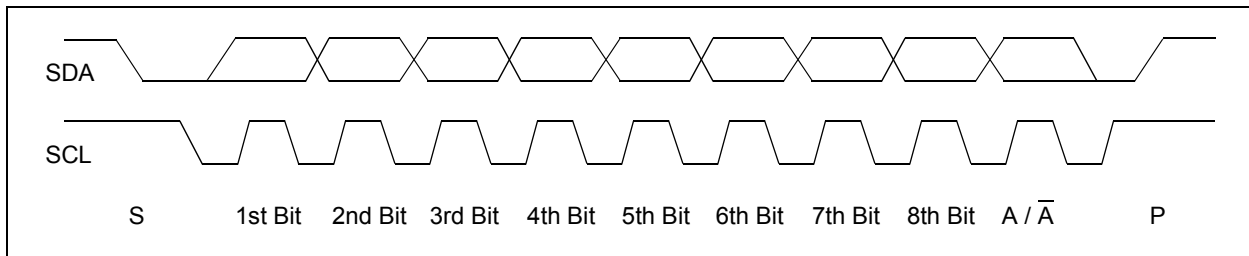 SDA
SCL
S 1st Bit 2nd Bit 3rd Bit 4th Bit 5th Bit 6th Bit 7th Bit 8th Bit A / A̅ P